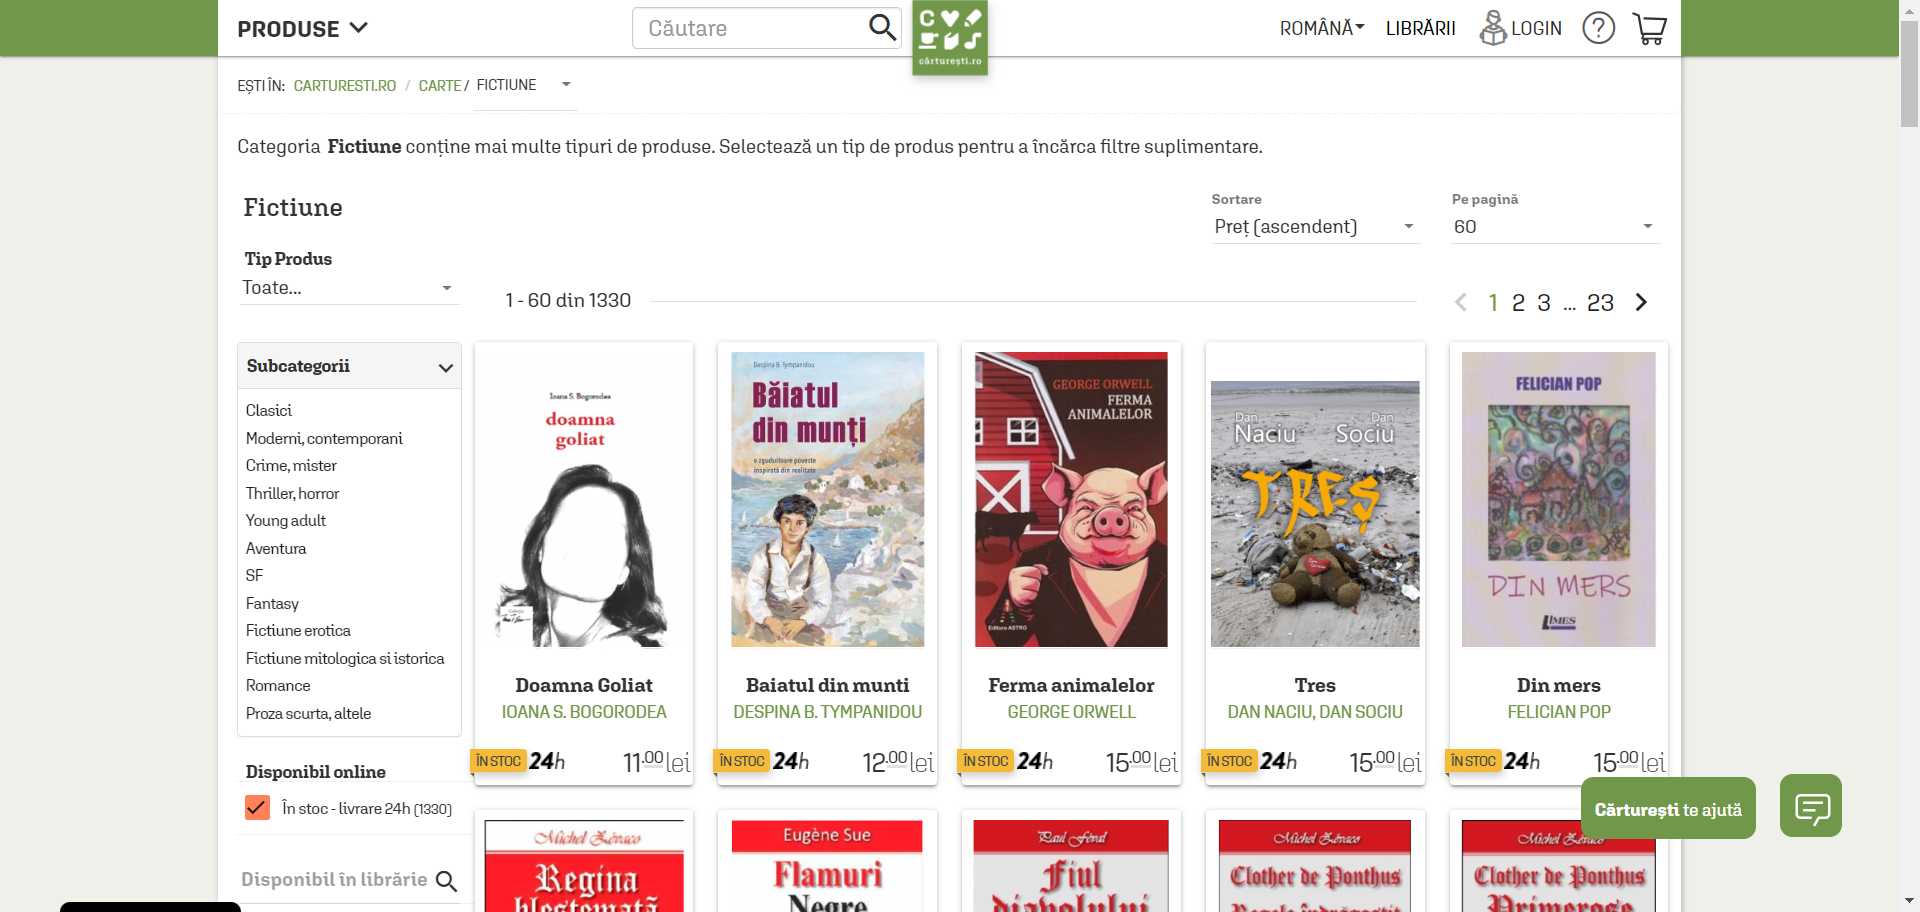 PRODUSE
Căutare
cărturești.ro
ROMÂNĂ
LIBRĂRII
LOGIN
EȘTI ÎN: CARTURESTI.RO / CARTE / FICTIUNE
Categoria Fictiune conține mai multe tipuri de produse. Selectează un tip de produs pentru a încărca filtre suplimentare.
Fictiune
Sortare
Preț (ascendent)
Pe pagină
60
Tip Produs
Toate...
1 - 60 din 1330
1 2 3 ... 23
Subcategorii
Clasici
Moderni, contemporani
Crime, mister
Thriller, horror
Young adult
Aventura
SF
Fantasy
Fictiune erotica
Fictiune mitologica si istorica
Romance
Proza scurta, altele
Disponibil online
În stoc - livrare 24h (1330)
Disponibil în librărie
Ioana S. Bogorodea
doamna
goliat
Doamna Goliat
IOANA S. BOGORODEA
ÎN STOC 24h 11.00 lei
Despina B. Tympanidou
Băiatul
din munți
o zguduitoare poveste
inspirată din realitate
Baiatul din munti
DESPINA B. TYMPANIDOU
ÎN STOC 24h 12.00 lei
GEORGE ORWELL
FERMA
ANIMALELOR
Editura ASTRO
Ferma animalelor
GEORGE ORWELL
ÎN STOC 24h 15.00 lei
Dan
Naciu
Dan
Sociu
TREȘ
Tres
DAN NACIU, DAN SOCIU
ÎN STOC 24h 15.00 lei
FELICIAN POP
DIN MERS
LIMES
Din mers
FELICIAN POP
ÎN STOC 24h 15.00 lei
Michel Zévaco
Regina
blestemată
Eugène Sue
Flamuri
Negre
Paul Féval
Fiul
diavolului
Michel Zévaco
Clother de Ponthus
Regele îndrăgostit
Michel Zévaco
Clother de Ponthus
Primerose
Cărturești te ajută